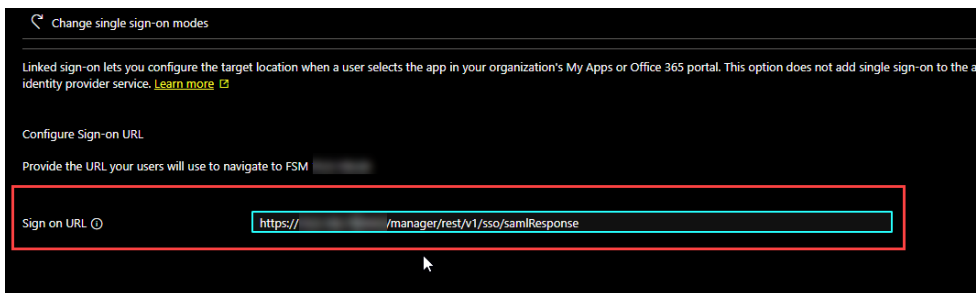 Change single sign-on modes
Linked sign-on lets you configure the target location when a user selects the app in your organization's My Apps or Office 365 portal. This option does not add single sign-on to the a
identity provider service. Learn more
Configure Sign-on URL
Provide the URL your users will use to navigate to FSM
Sign on URL https:// /manager/rest/v1/sso/samlResponse